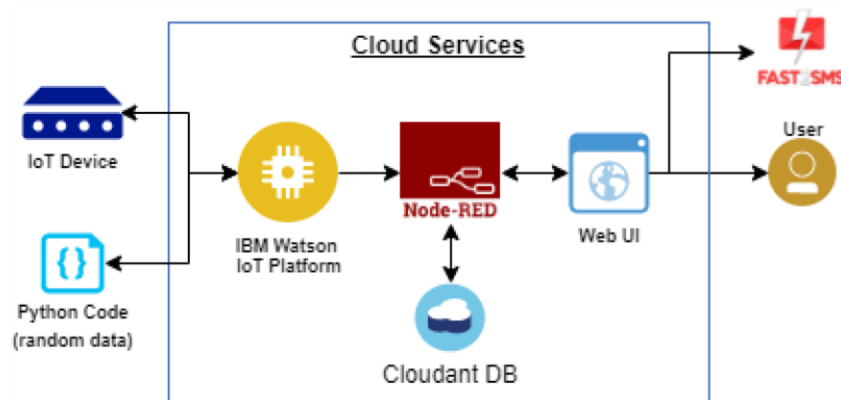 Cloud Services
FAST2SMS
IoT Device
User
Node-RED
IBM Watson
IoT Platform
Web UI
Python Code
(random data)
Cloudant DB
{}